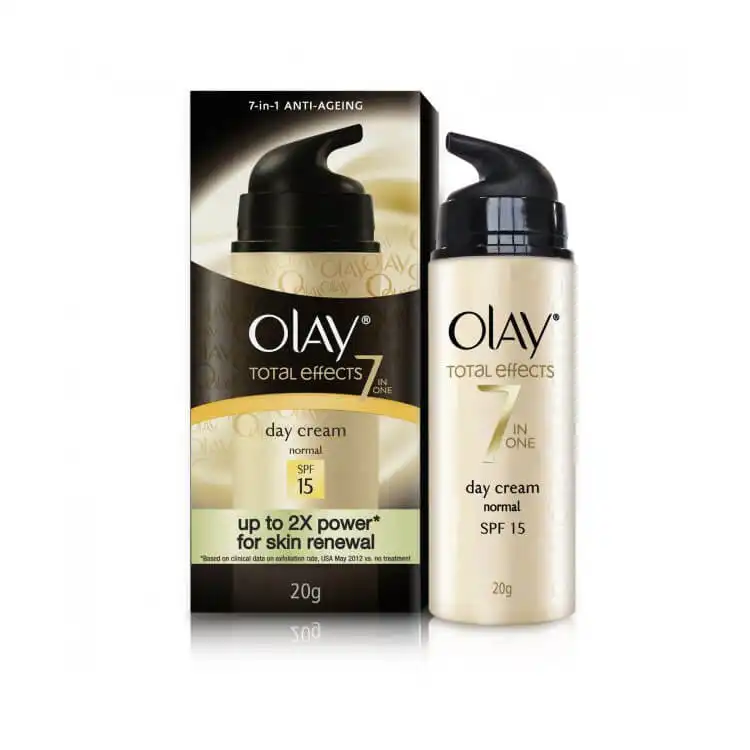 7-in-1 ANTI-AGEING
OLAY®
TOTAL effects
7 IN ONE
day cream
normal
SPF
15
up to 2X power*
for skin renewal
*Based on clinical date on exfoliation rate, USA May 2012 vs. no treatment
20g
OLAY®
TOTAL effects
7 IN ONE
day cream
normal
SPF 15
20g